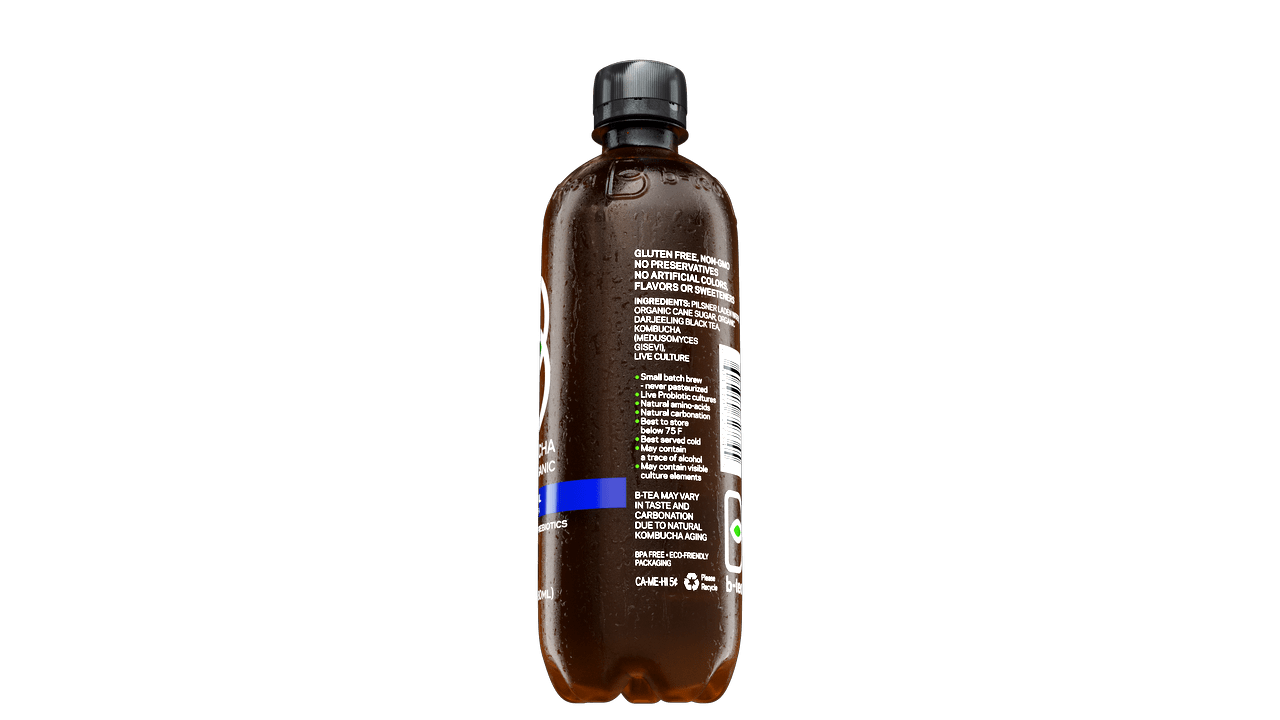 GLUTEN FREE, NON-GMO
NO PRESERVATIVES
NO ARTIFICIAL COLORS,
FLAVORS OR SWEETENERS
INGREDIENTS: PILSNER
ORGANIC CANE SUGAR, ORGANIC
DARJEELING BLACK TEA,
KOMBUCHA
(MEDUSOMYCES
GISEVI),
LIVE CULTURE
• Small batch brew
- never pasteurized
• Live Probiotic cultures
• Natural amino-acids
• Natural carbonation
• Best to store
below 75 F
• Best served cold
• May contain
a trace of alcohol
• May contain visible
culture elements
B-TEA MAY VARY
IN TASTE AND
CARBONATION
DUE TO NATURAL
KOMBUCHA AGING
BPA FREE • ECO-FRIENDLY
PACKAGING
CA-ME-HI 5¢
Please
Recycle
b-tea